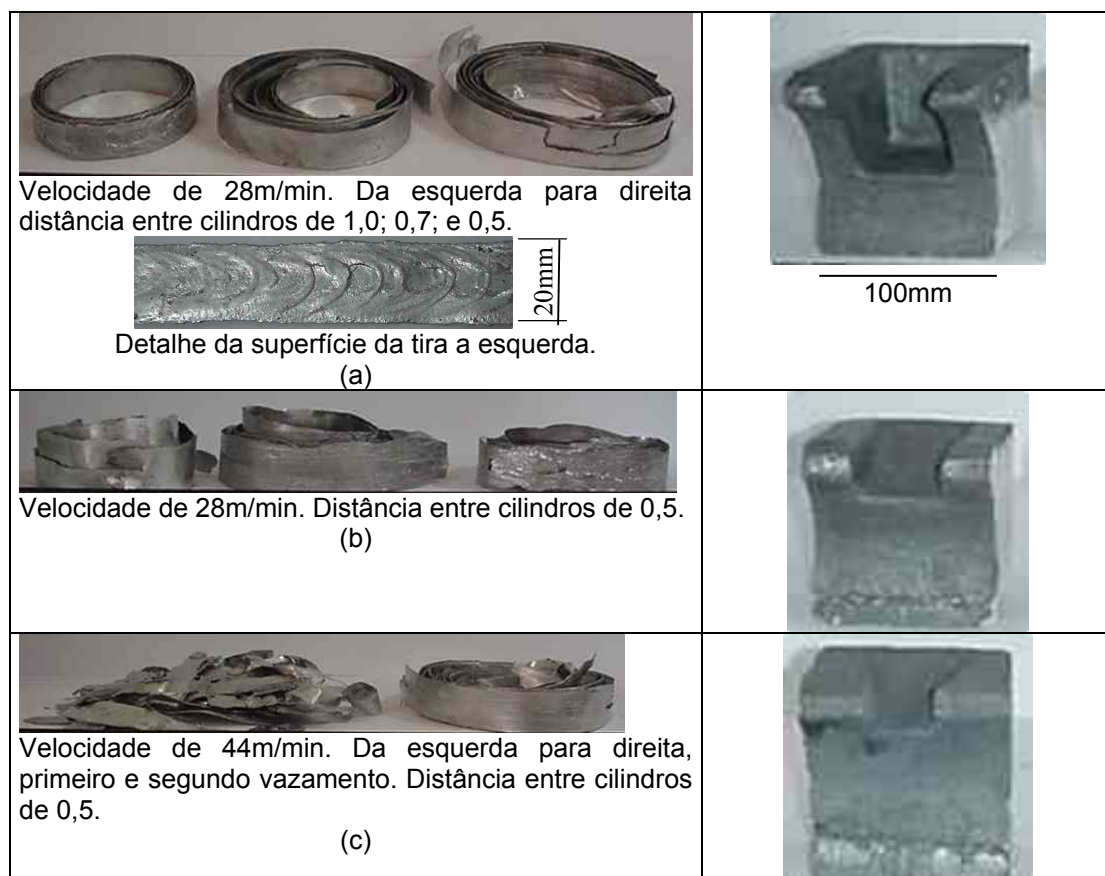 Velocidade de 28m/min. Da esquerda para direita
distância entre cilindros de 1,0; 0,7; e 0,5.
20mm
Detalhe da superfície da tira a esquerda.
(a)
100mm
Velocidade de 28m/min. Distância entre cilindros de 0,5.
(b)
Velocidade de 44m/min. Da esquerda para direita,
primeiro e segundo vazamento. Distância entre cilindros
de 0,5.
(c)